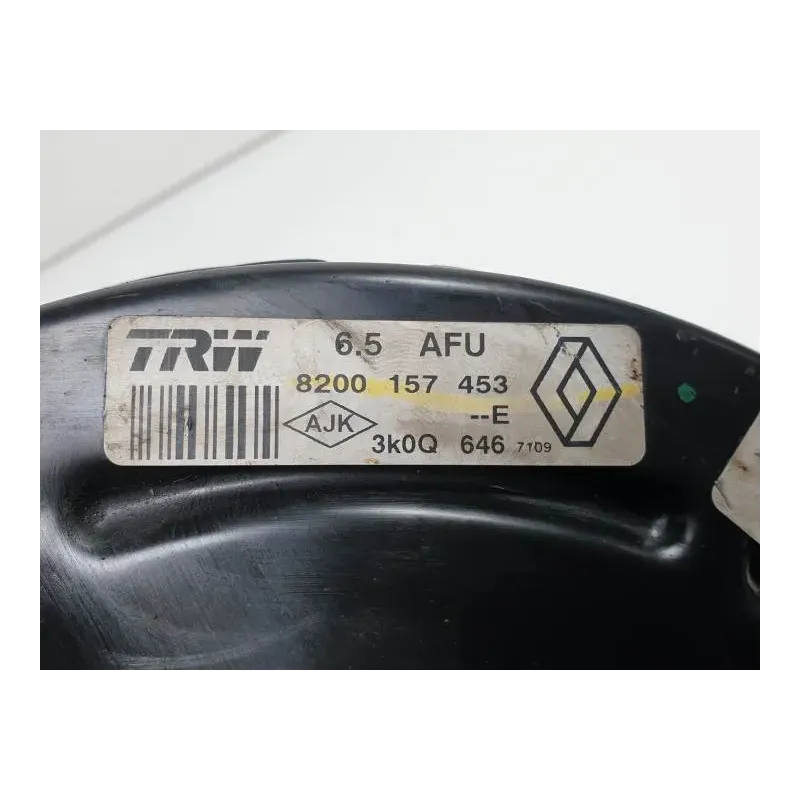 TRW 6.5 AFU
8200 157 453
--E
AJK
3k0Q 646 7109